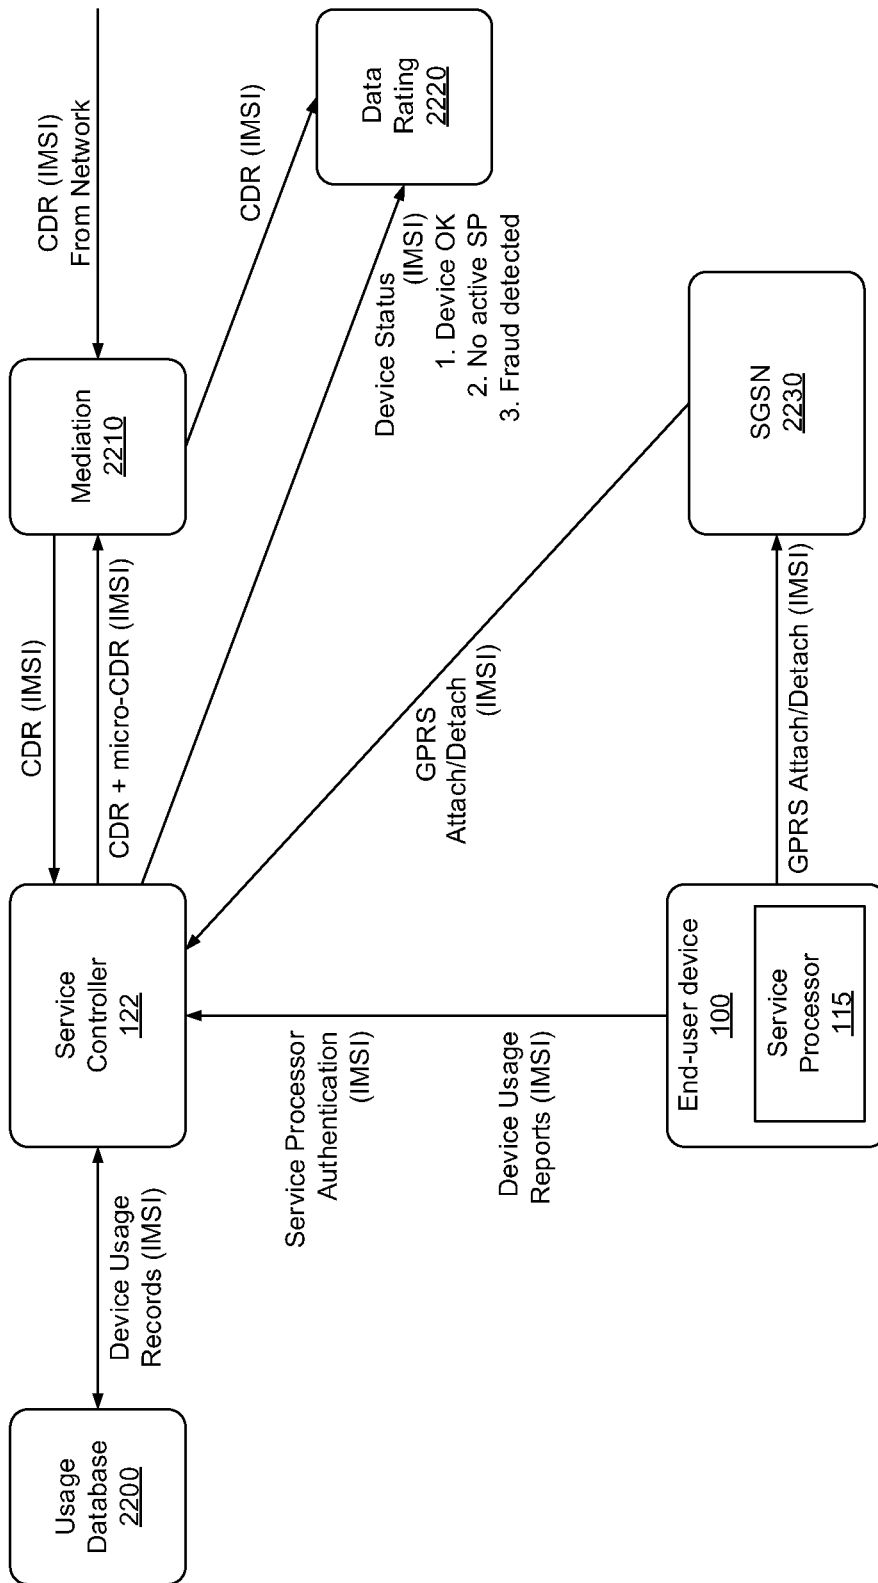 Usage
Database
2200
Device Usage
Records (IMSI)
Service
Controller
122
CDR (IMSI)
CDR + micro-CDR (IMSI)
Mediation
2210
CDR (IMSI)
From Network
CDR (IMSI)
Data
Rating
2220
Device Status
(IMSI)
1. Device OK
2. No active SP
3. Fraud detected
Service Processor
Authentication
(IMSI)
Device Usage
Reports (IMSI)
GPRS
Attach/Detach
(IMSI)
End-user device
100
Service
Processor
115
GPRS Attach/Detach (IMSI)
SGSN
2230